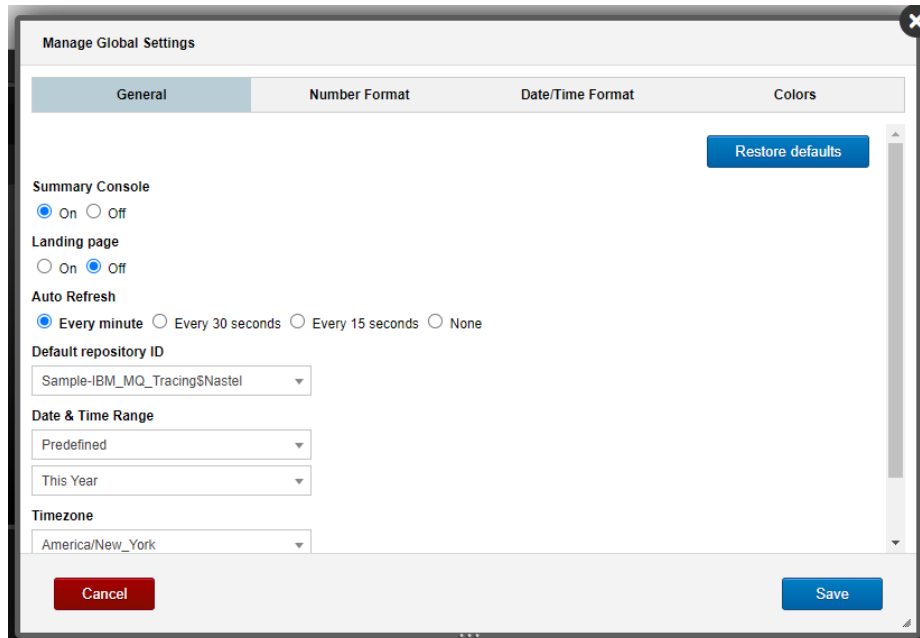 Manage Global Settings
General Number Format Date/Time Format Colors
Restore defaults
Summary Console
On Off
Landing page
On Off
Auto Refresh
Every minute Every 30 seconds Every 15 seconds None
Default repository ID
Sample-IBM_MQ_Tracing$Nastel
Date & Time Range
Predefined
This Year
Timezone
America/New_York
Cancel Save